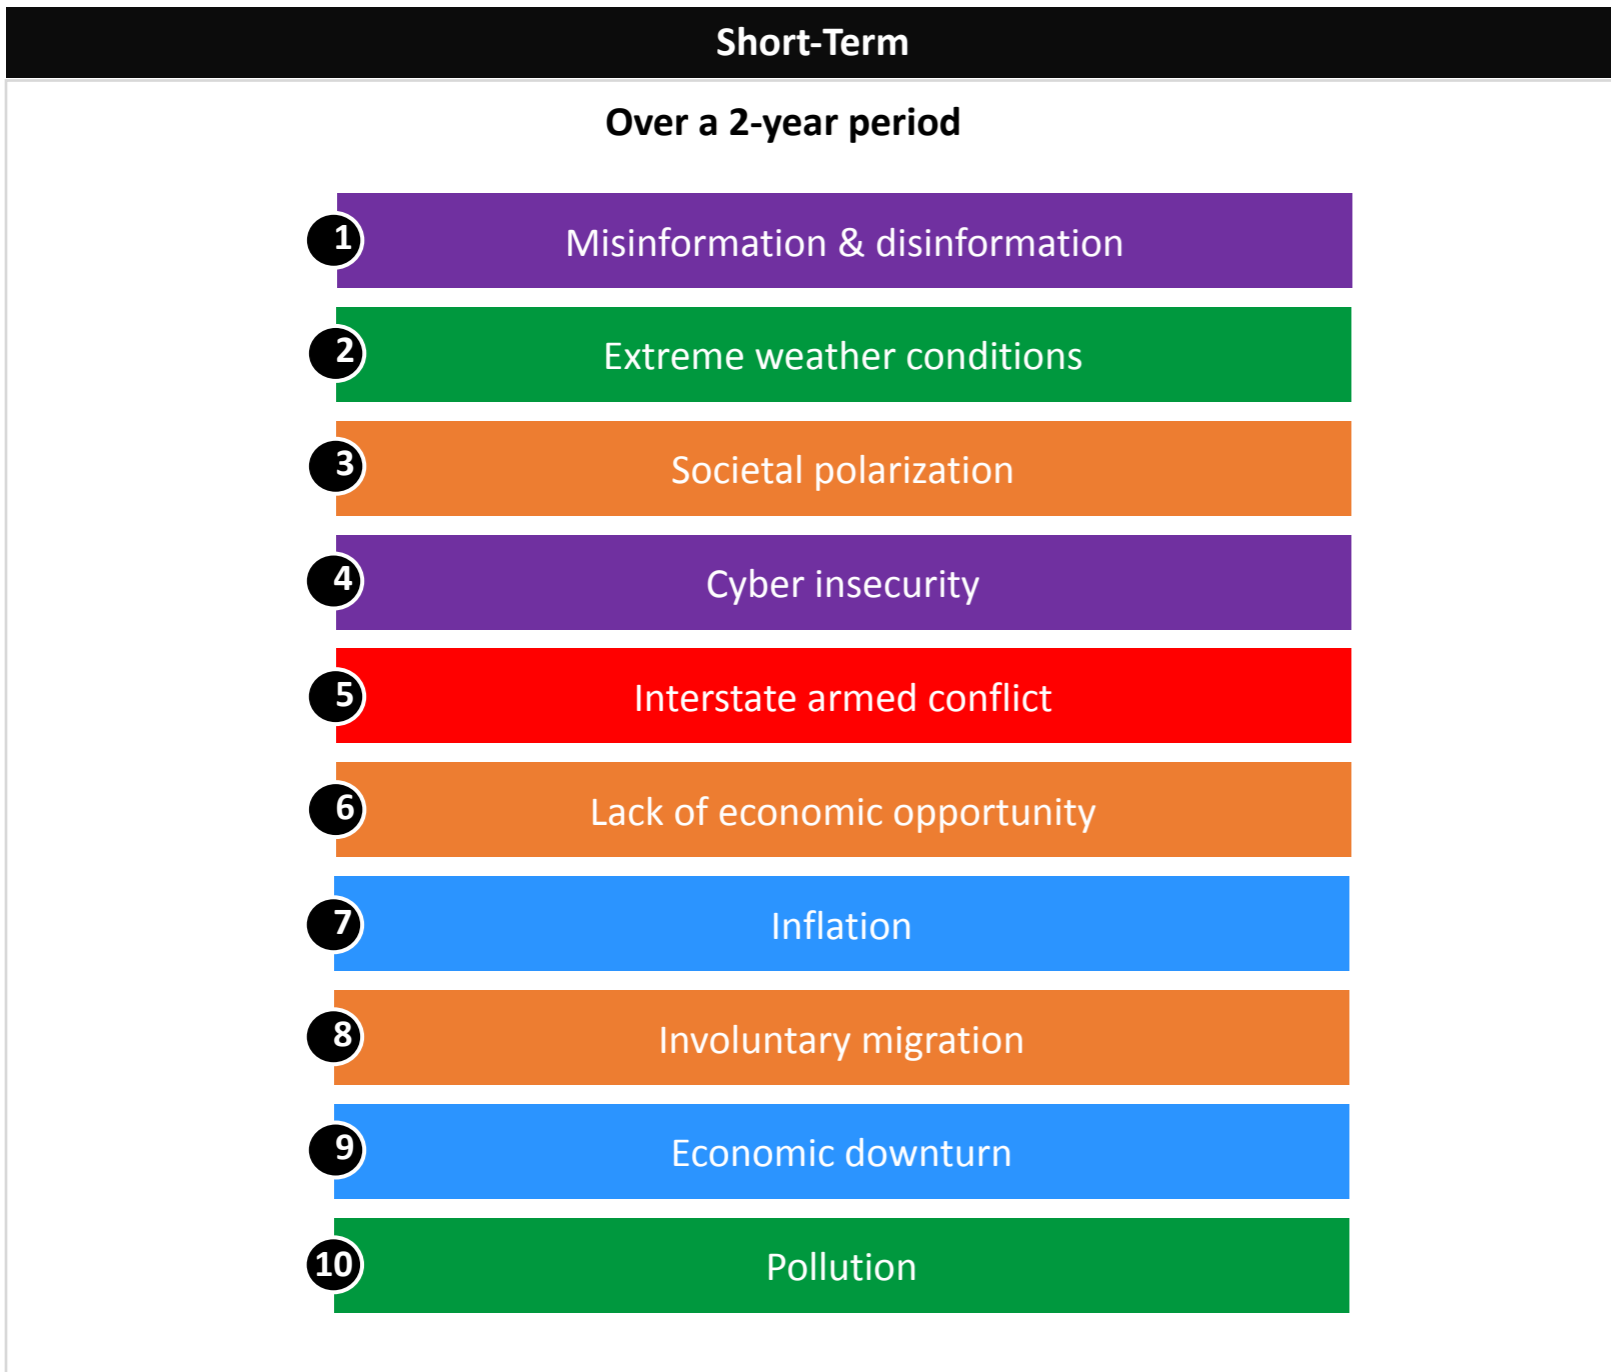 Short-Term
Over a 2-year period
1 Misinformation & disinformation
2 Extreme weather conditions
3 Societal polarization
4 Cyber insecurity
5 Interstate armed conflict
6 Lack of economic opportunity
7 Inflation
8 Involuntary migration
9 Economic downturn
10 Pollution